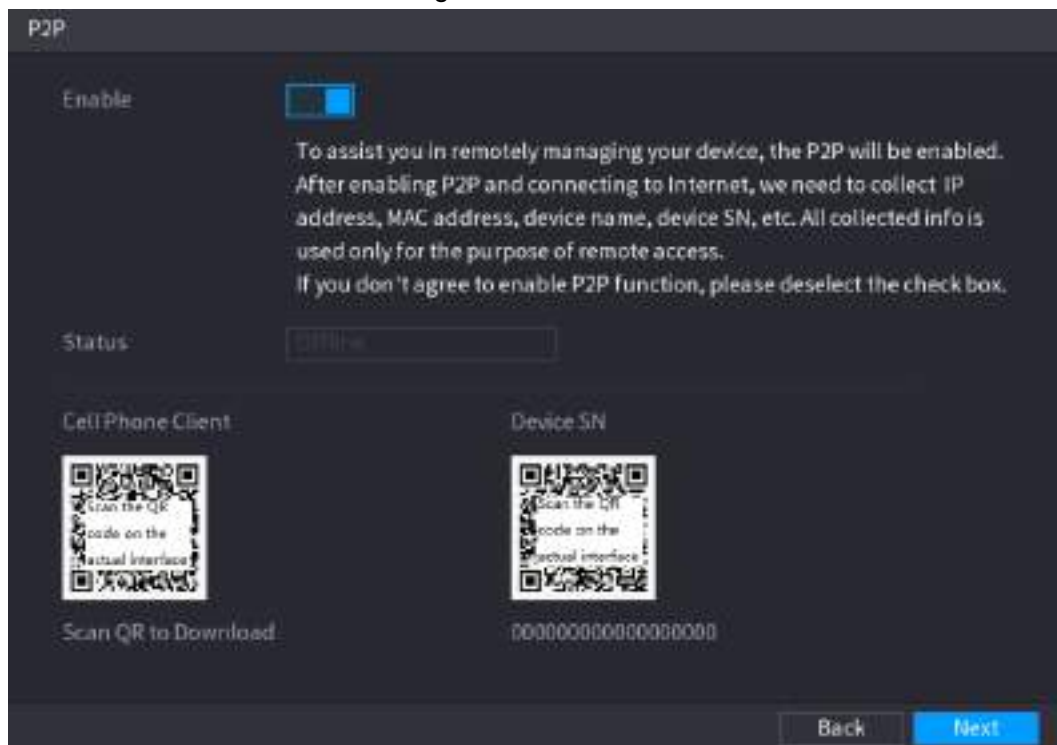 P2P
Enable
To assist you in remotely managing your device, the P2P will be enabled.
After enabling P2P and connecting to Internet, we need to collect IP
address, MAC address, device name, device SN, etc. All collected info is
used only for the purpose of remote access.
If you don't agree to enable P2P function, please deselect the check box.
Status
Offline
Cell Phone Client
Device SN
Scan the QR
code on the
actual interface
Scan the QR
code on the
actual interface
Scan QR to Download
000000000000000000
Back
Next